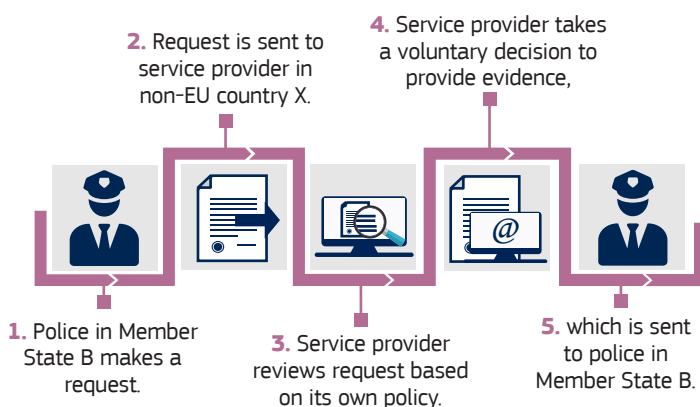 1. Police in Member
State B makes a
request.
2. Request is sent to
service provider in
non-EU country X.
3. Service provider
reviews request based
on its own policy.
4. Service provider takes
a voluntary decision to
provide evidence,
@
5. which is sent
to police in
Member State B.